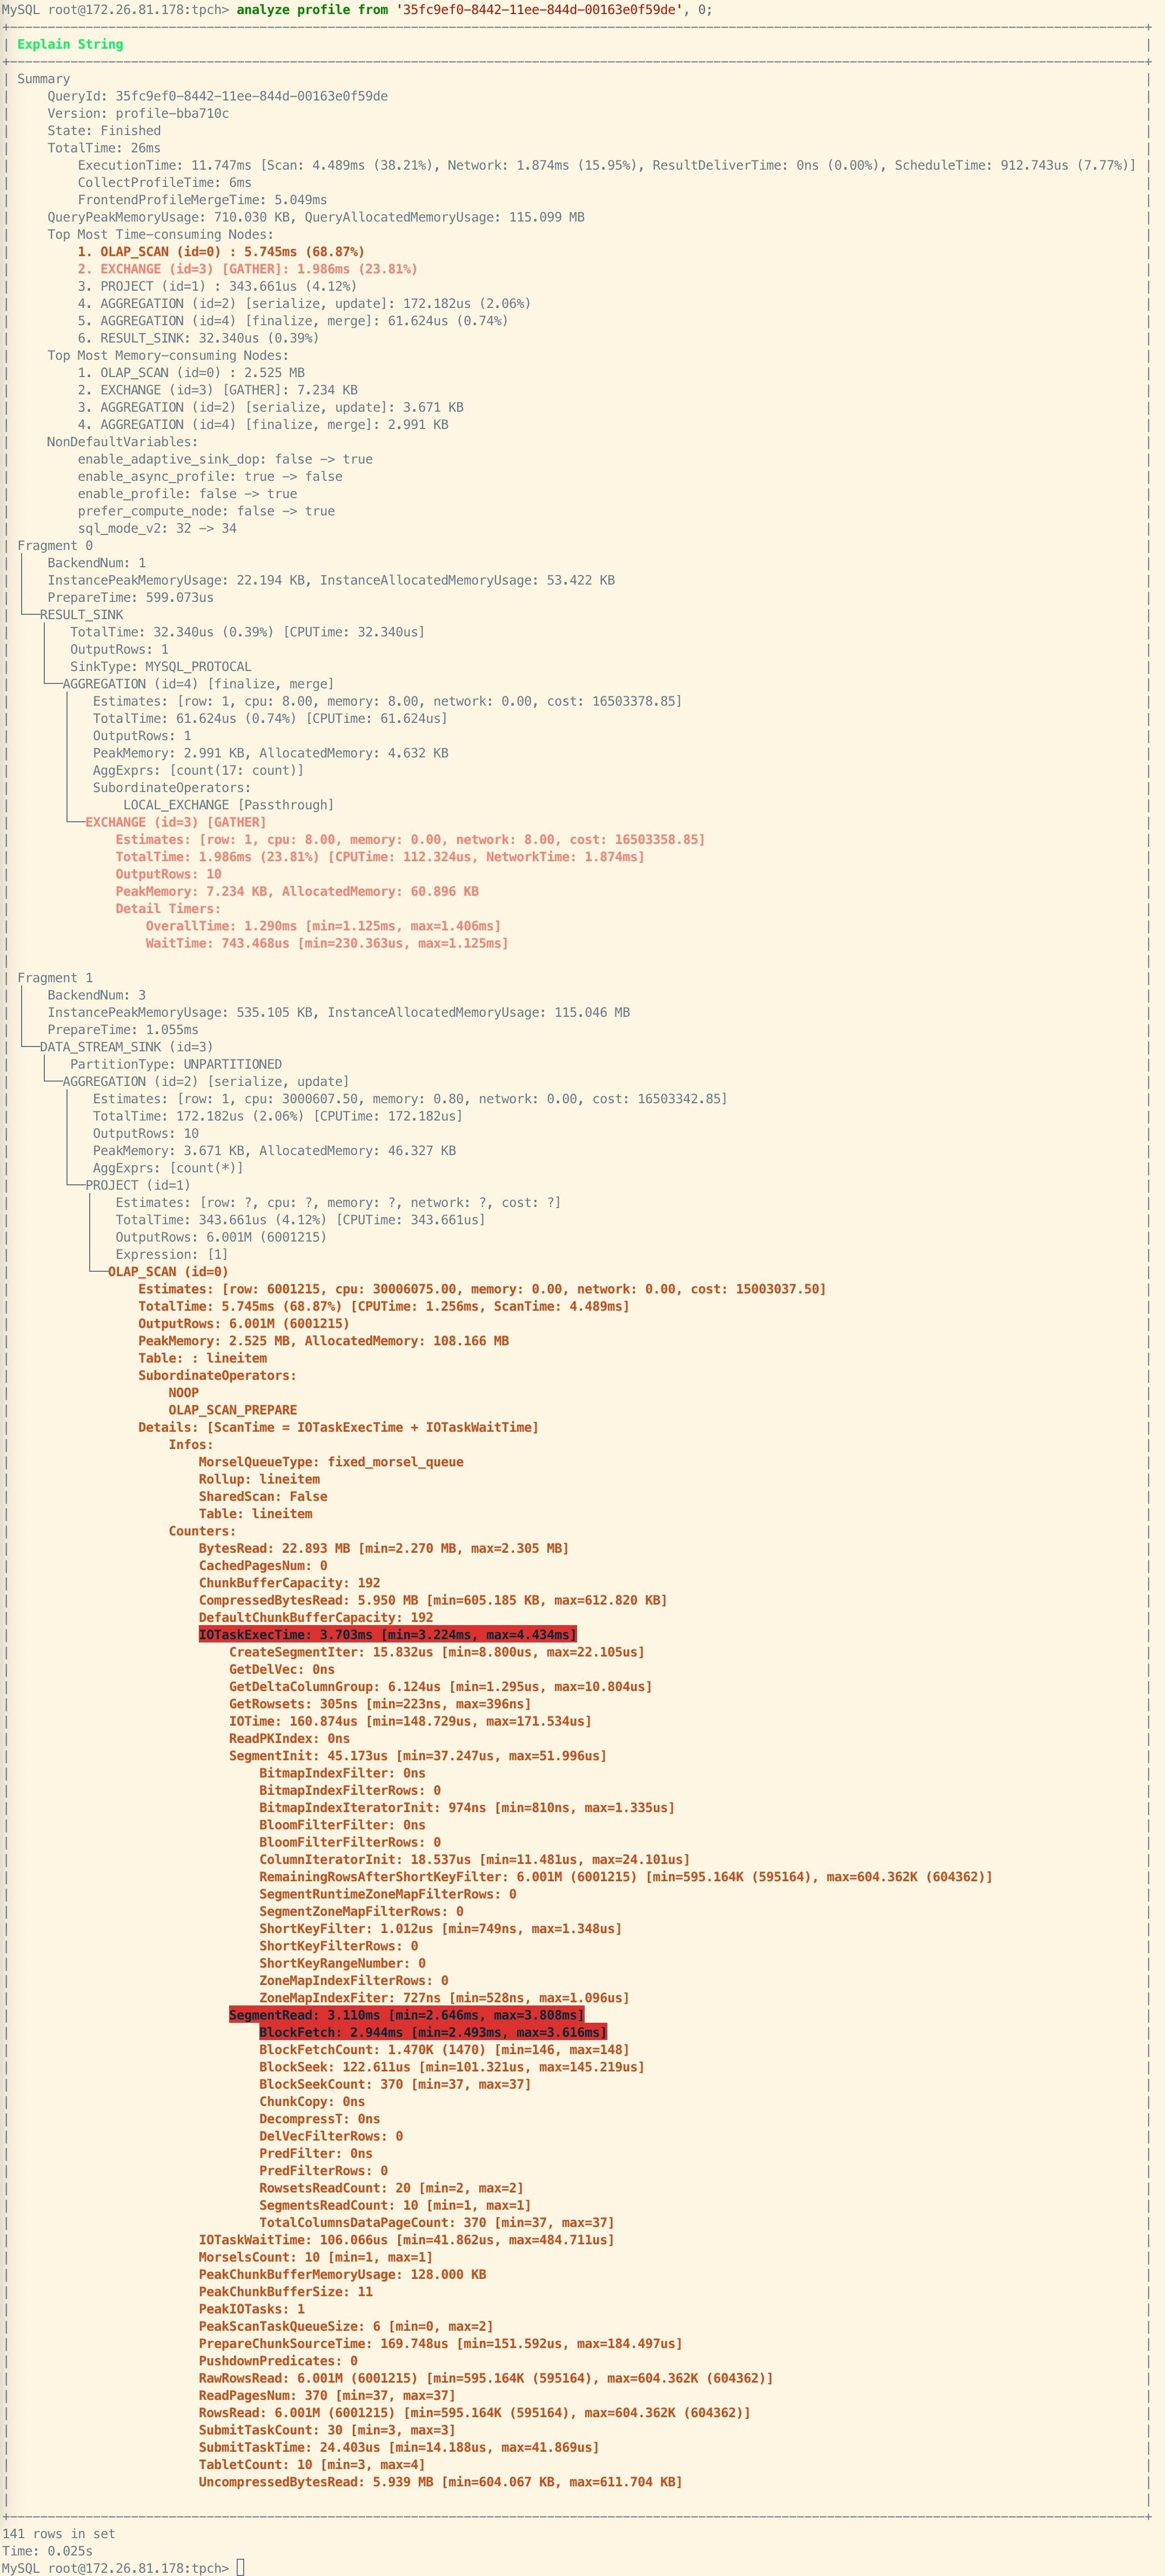 MySQL root@172.26.81.178:tpch> analyze profile from '35fc9ef0-8442-11ee-844d-00163e0f59de', 0;
Explain String
Summary
QueryId: 35fc9ef0-8442-11ee-844d-00163e0f59de
Version: profile-bba710c
State: Finished
TotalTime: 26ms
ExecutionTime: 11.747ms [Scan: 4.489ms (38.21%), Network: 1.874ms (15.95%), ResultDeliverTime: 0ns (0.00%), ScheduleTime: 912.743us (7.77%)]
CollectProfileTime: 6ms
FrontendProfileMergeTime: 5.049ms
QueryPeakMemoryUsage: 710.030 KB, QueryAllocatedMemoryUsage: 115.099 MB
Top Most Time-consuming Nodes:
1. OLAP_SCAN (id=0) : 5.745ms (68.87%)
2. EXCHANGE (id=3) [GATHER]: 1.986ms (23.81%)
3. PROJECT (id=1) : 343.661us (4.12%)
4. AGGREGATION (id=2) [serialize, update]: 172.182us (2.06%)
5. AGGREGATION (id=4) [finalize, merge]: 61.624us (0.74%)
6. RESULT_SINK: 32.340us (0.39%)
Top Most Memory-consuming Nodes:
1. OLAP_SCAN (id=0) : 2.525 MB
2. EXCHANGE (id=3) [GATHER]: 7.234 KB
3. AGGREGATION (id=2) [serialize, update]: 3.671 KB
4. AGGREGATION (id=4) [finalize, merge]: 2.991 KB
NonDefaultVariables:
enable_adaptive_sink_dop: false -> true
enable_async_profile: true -> false
enable_profile: false -> true
prefer_compute_node: false -> true
sql_mode_v2: 32 -> 34
Fragment 0
BackendNum: 1
InstancePeakMemoryUsage: 22.194 KB, InstanceAllocatedMemoryUsage: 53.422 KB
PrepareTime: 599.073us
RESULT_SINK
TotalTime: 32.340us (0.39%) [CPUTime: 32.340us]
OutputRows: 1
SinkType: MYSQL_PROTOCAL
AGGREGATION (id=4) [finalize, merge]
Estimates: [row: 1, cpu: 8.00, memory: 8.00, network: 0.00, cost: 16503378.85]
TotalTime: 61.624us (0.74%) [CPUTime: 61.624us]
OutputRows: 1
PeakMemory: 2.991 KB, AllocatedMemory: 4.632 KB
AggExprs: [count(17: count)]
SubordinateOperators:
LOCAL_EXCHANGE [Passthrough]
EXCHANGE (id=3) [GATHER]
Estimates: [row: 1, cpu: 8.00, memory: 0.00, network: 8.00, cost: 16503358.85]
TotalTime: 1.986ms (23.81%) [CPUTime: 112.324us, NetworkTime: 1.874ms]
OutputRows: 10
PeakMemory: 7.234 KB, AllocatedMemory: 60.896 KB
Detail Timers:
OverallTime: 1.290ms [min=1.125ms, max=1.406ms]
WaitTime: 743.468us [min=230.363us, max=1.125ms]
Fragment 1
BackendNum: 3
InstancePeakMemoryUsage: 535.105 KB, InstanceAllocatedMemoryUsage: 115.046 MB
PrepareTime: 1.055ms
DATA_STREAM_SINK (id=3)
PartitionType: UNPARTITIONED
AGGREGATION (id=2) [serialize, update]
Estimates: [row: 1, cpu: 3000607.50, memory: 0.80, network: 0.00, cost: 16503342.85]
TotalTime: 172.182us (2.06%) [CPUTime: 172.182us]
OutputRows: 10
PeakMemory: 3.671 KB, AllocatedMemory: 46.327 KB
AggExprs: [count(*)]
PROJECT (id=1)
Estimates: [row: ?, cpu: ?, memory: ?, network: ?, cost: ?]
TotalTime: 343.661us (4.12%) [CPUTime: 343.661us]
OutputRows: 6.001M (6001215)
Expression: [1]
OLAP_SCAN (id=0)
Estimates: [row: 6001215, cpu: 30006075.00, memory: 0.00, network: 0.00, cost: 15003037.50]
TotalTime: 5.745ms (68.87%) [CPUTime: 1.256ms, ScanTime: 4.489ms]
OutputRows: 6.001M (6001215)
PeakMemory: 2.525 MB, AllocatedMemory: 108.166 MB
Table: : lineitem
SubordinateOperators:
NOOP
OLAP_SCAN_PREPARE
Details: [ScanTime = IOTaskExecTime + IOTaskWaitTime]
Infos:
MorselQueueType: fixed_morsel_queue
Rollup: lineitem
SharedScan: False
Table: lineitem
Counters:
BytesRead: 22.893 MB [min=2.270 MB, max=2.305 MB]
CachedPagesNum: 0
ChunkBufferCapacity: 192
CompressedBytesRead: 5.950 MB [min=605.185 KB, max=612.820 KB]
DefaultChunkBufferCapacity: 192
IOTaskExecTime: 3.703ms [min=3.224ms, max=4.434ms]
CreateSegmentIter: 15.832us [min=8.800us, max=22.105us]
GetDelVec: 0ns
GetDeltaColumnGroup: 6.124us [min=1.295us, max=10.804us]
GetRowsets: 305ns [min=223ns, max=396ns]
IOTime: 160.874us [min=148.729us, max=171.534us]
ReadPKIndex: 0ns
SegmentInit: 45.173us [min=37.247us, max=51.996us]
BitmapIndexFilter: 0ns
BitmapIndexFilterRows: 0
BitmapIndexIteratorInit: 974ns [min=810ns, max=1.335us]
BloomFilterFilter: 0ns
BloomFilterFilterRows: 0
ColumnIteratorInit: 18.537us [min=11.481us, max=24.101us]
RemainingRowsAfterShortKeyFilter: 6.001M (6001215) [min=595.164K (595164), max=604.362K (604362)]
SegmentRuntimeZoneMapFilterRows: 0
SegmentZoneMapFilterRows: 0
ShortKeyFilter: 1.012us [min=749ns, max=1.348us]
ShortKeyFilterRows: 0
ShortKeyRangeNumber: 0
ZoneMapIndexFilterRows: 0
ZoneMapIndexFiter: 727ns [min=528ns, max=1.096us]
SegmentRead: 3.110ms [min=2.646ms, max=3.808ms]
BlockFetch: 2.944ms [min=2.493ms, max=3.616ms]
BlockFetchCount: 1.470K (1470) [min=146, max=148]
BlockSeek: 122.611us [min=101.321us, max=145.219us]
BlockSeekCount: 370 [min=37, max=37]
ChunkCopy: 0ns
DecompressT: 0ns
DelVecFilterRows: 0
PredFilter: 0ns
PredFilterRows: 0
RowsetsReadCount: 20 [min=2, max=2]
SegmentsReadCount: 10 [min=1, max=1]
TotalColumnsDataPageCount: 370 [min=37, max=37]
IOTaskWaitTime: 106.066us [min=41.862us, max=484.711us]
MorselsCount: 10 [min=1, max=1]
PeakChunkBufferMemoryUsage: 128.000 KB
PeakChunkBufferSize: 11
PeakIOTasks: 1
PeakScanTaskQueueSize: 6 [min=0, max=2]
PrepareChunkSourceTime: 169.748us [min=151.592us, max=184.497us]
PushdownPredicates: 0
RawRowsRead: 6.001M (6001215) [min=595.164K (595164), max=604.362K (604362)]
ReadPagesNum: 370 [min=37, max=37]
RowsRead: 6.001M (6001215) [min=595.164K (595164), max=604.362K (604362)]
SubmitTaskCount: 30 [min=3, max=3]
SubmitTaskTime: 24.403us [min=14.188us, max=41.869us]
TabletCount: 10 [min=3, max=4]
UncompressedBytesRead: 5.939 MB [min=604.067 KB, max=611.704 KB]
141 rows in set
Time: 0.025s
MySQL root@172.26.81.178:tpch>